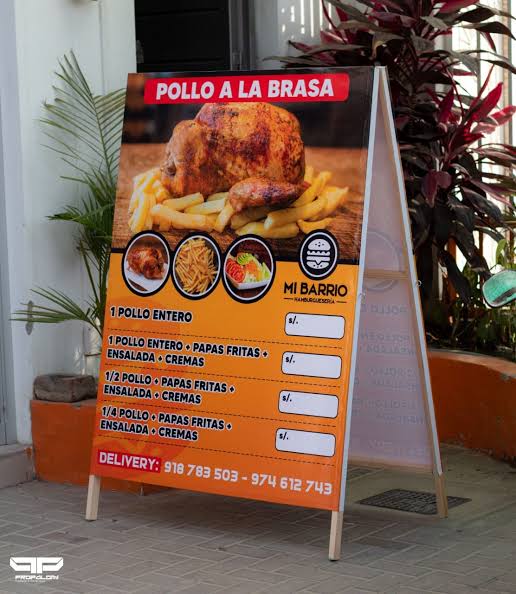 POLLO A LA BRASA
MI BARRIO
HAMBURGUESERÍA
1 POLLO ENTERO
s/.
1 POLLO ENTERO + PAPAS FRITAS +
ENSALADA + CREMAS
s/.
1/2 POLLO + PAPAS FRITAS +
ENSALADA + CREMAS
s/.
1/4 POLLO + PAPAS FRITAS +
ENSALADA + CREMAS
s/.
DELIVERY: 918 783 503 - 974 612 743